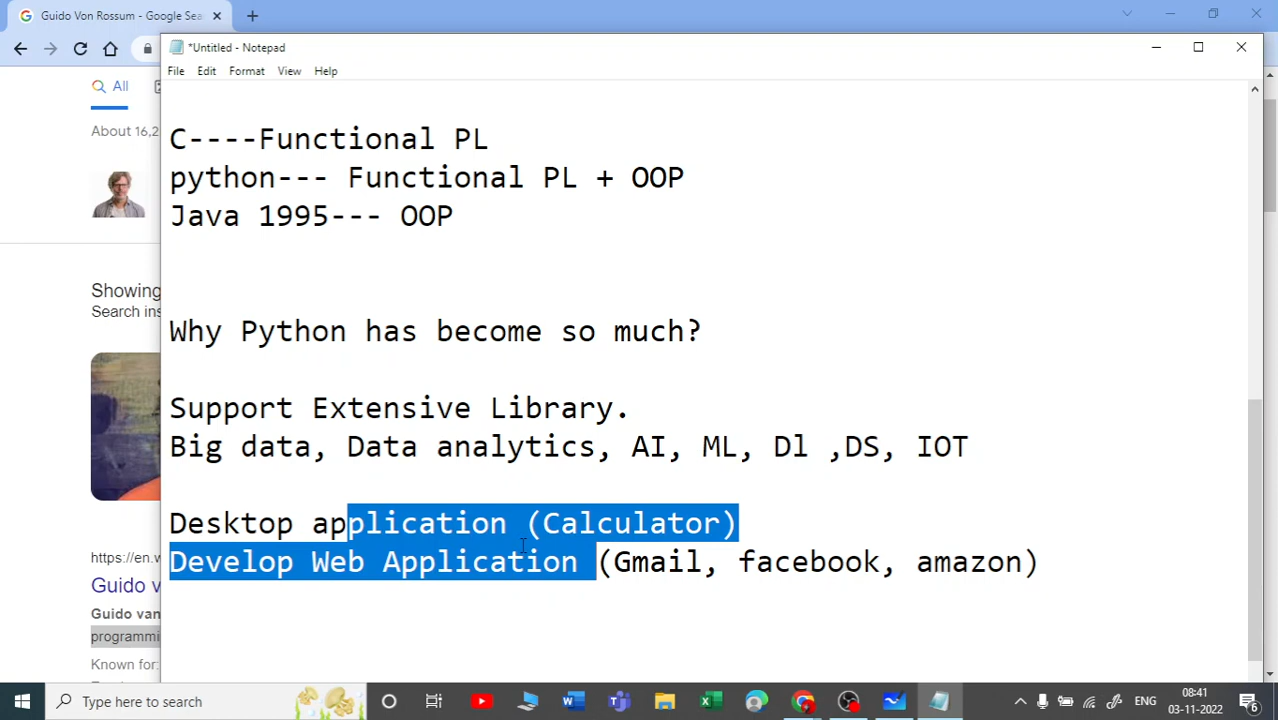 Guido Von Rossum - Google Sea
*Untitled - Notepad
File Edit Format View Help
All
About 16,2
C----Functional PL
python--- Functional PL + OOP
Java 1995--- OOP
Showing
Search ins
Why Python has become so much?
Support Extensive Library.
Big data, Data analytics, AI, ML, Dl ,DS, IOT
Desktop application (Calculator)
Develop Web Application (Gmail, facebook, amazon)
https://en.w
Guido v
Guido van
programmi
Known for:
Type here to search
ENG
08:41
03-11-2022
6